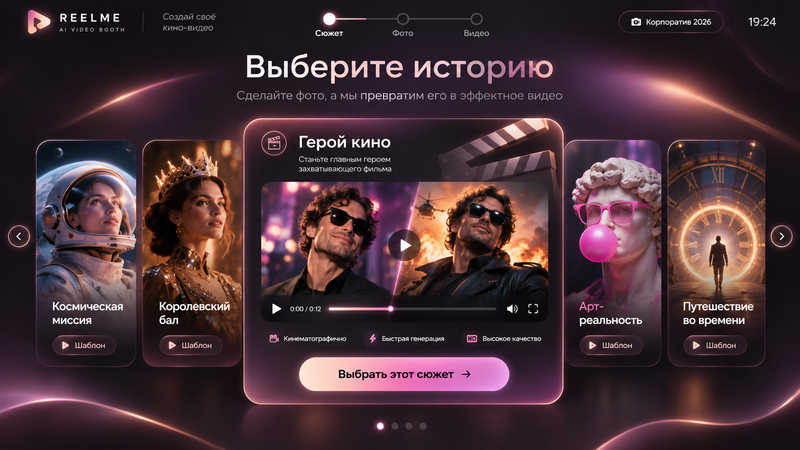 REELME
AI VIDEO BOOTH
Создай своё
кино-видео
Сюжет
Фото
Видео
Корпоратив 2026
19:24
Выберите историю
Сделайте фото, а мы превратим его в эффектное видео
Космическая
миссия
Шаблон
Королевский
бал
Шаблон
Герой кино
Станьте главным героем
захватывающего фильма
0:00 / 0:12
Кинематографично
Быстрая генерация
HD
Высокое качество
Выбрать этот сюжет →
Арт-
реальность
Шаблон
Путешествие
во времени
Шаблон